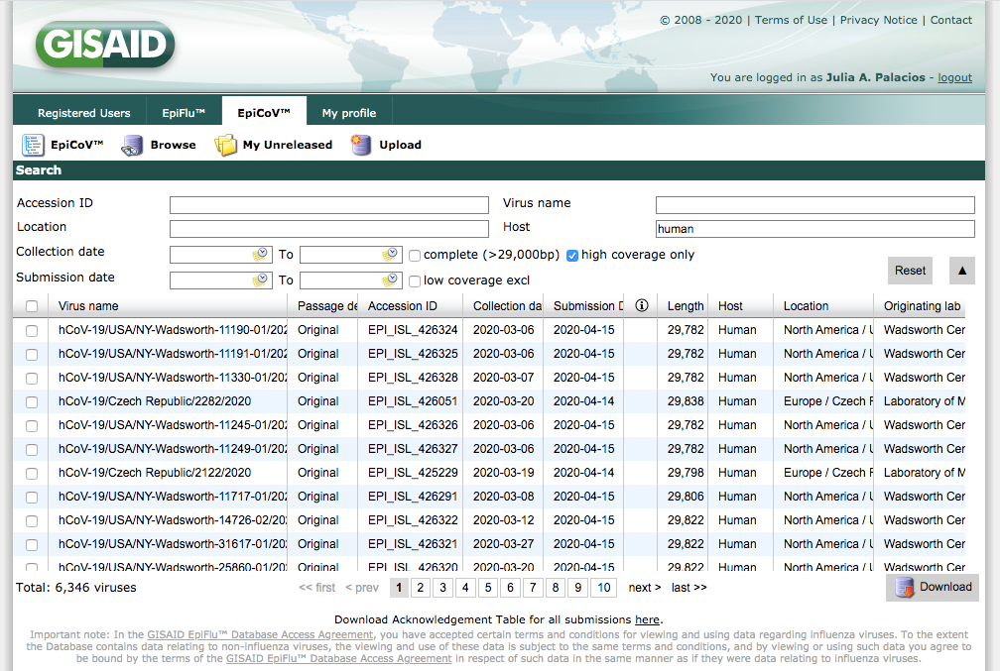 © 2008 - 2020 | Terms of Use | Privacy Notice | Contact
GISAID
You are logged in as Julia A. Palacios - logout
Registered Users EpiFlu™ EpiCoV™ My profile
EpiCoV™ Browse My Unreleased Upload
Search
Accession ID Virus name
Location Host human
Collection date To complete (>29,000bp) high coverage only
Submission date To low coverage excl Reset ▲
Virus name Passage de Accession ID Collection da Submission D Length Host Location Originating lab
hCoV-19/USA/NY-Wadsworth-11190-01/202 Original EPI_ISL_426324 2020-03-06 2020-04-15 29,782 Human North America / U Wadsworth Cer
hCoV-19/USA/NY-Wadsworth-11191-01/202 Original EPI_ISL_426325 2020-03-06 2020-04-15 29,782 Human North America / U Wadsworth Cer
hCoV-19/USA/NY-Wadsworth-11330-01/202 Original EPI_ISL_426328 2020-03-07 2020-04-15 29,782 Human North America / U Wadsworth Cer
hCoV-19/Czech Republic/2282/2020 Original EPI_ISL_426051 2020-03-20 2020-04-14 29,838 Human Europe / Czech R Laboratory of M
hCoV-19/USA/NY-Wadsworth-11245-01/202 Original EPI_ISL_426326 2020-03-06 2020-04-15 29,782 Human North America / U Wadsworth Cer
hCoV-19/USA/NY-Wadsworth-11249-01/202 Original EPI_ISL_426327 2020-03-06 2020-04-15 29,782 Human North America / U Wadsworth Cer
hCoV-19/Czech Republic/2122/2020 Original EPI_ISL_425229 2020-03-19 2020-04-14 29,798 Human Europe / Czech R Laboratory of M
hCoV-19/USA/NY-Wadsworth-11717-01/202 Original EPI_ISL_426291 2020-03-08 2020-04-15 29,806 Human North America / U Wadsworth Cer
hCoV-19/USA/NY-Wadsworth-14726-02/202 Original EPI_ISL_426322 2020-03-12 2020-04-15 29,822 Human North America / U Wadsworth Cer
hCoV-19/USA/NY-Wadsworth-31617-01/202 Original EPI_ISL_426321 2020-03-27 2020-04-15 29,822 Human North America / U Wadsworth Cer
hCoV-19/USA/NY-Wadsworth-25860-01/202 Original EPI_ISL_426320 2020-03-20 2020-04-15 29,822 Human North America / U Wadsworth Cer
Total: 6,346 viruses << first < prev 1 2 3 4 5 6 7 8 9 10 next > last >> Download
Download Acknowledgement Table for all submissions here.
Important note: In the GISAID EpiFlu™ Database Access Agreement, you have accepted certain terms and conditions for viewing and using data regarding influenza viruses. To the extent
the Database contains data relating to non-influenza viruses, the viewing and use of these data is subject to the same terms and conditions, and by viewing or using such data you agree to
be bound by the terms of the GISAID EpiFlu™ Database Access Agreement in respect of such data in the same manner as if they were data relating to influenza viruses.